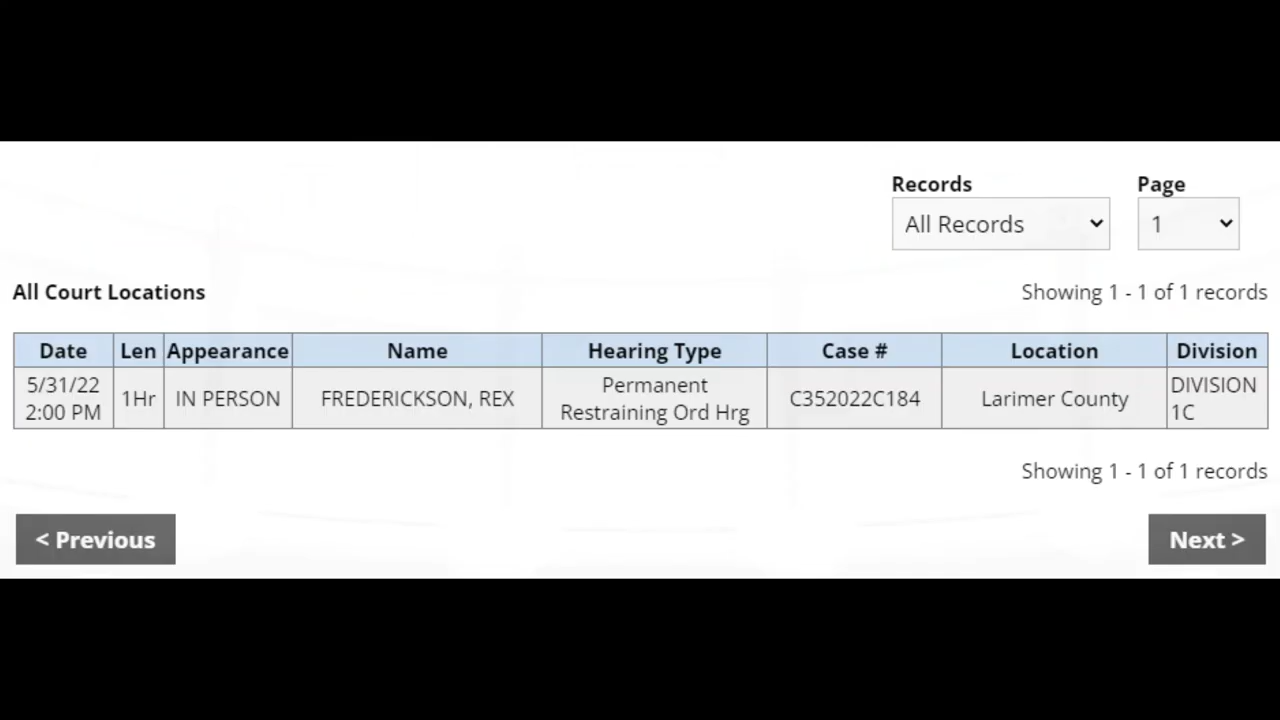 Records Page
All Records 1
All Court Locations Showing 1 - 1 of 1 records
Date Len Appearance Name Hearing Type Case # Location Division
5/31/22 Permanent DIVISION
1Hr IN PERSON FREDERICKSON, REX C352022C184 Larimer County
2:00 PM Restraining Ord Hrg 1C
Showing 1 - 1 of 1 records
< Previous Next >